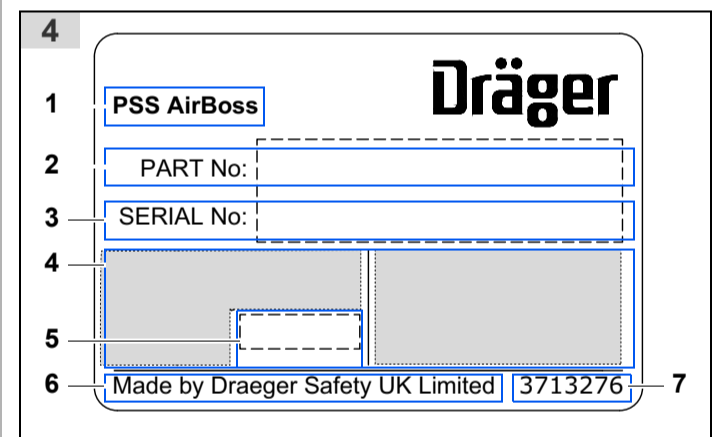 4
Dräger
1 PSS AirBoss
2 PART No:
3 SERIAL No:
4
5
6 Made by Draeger Safety UK Limited 3713276 7